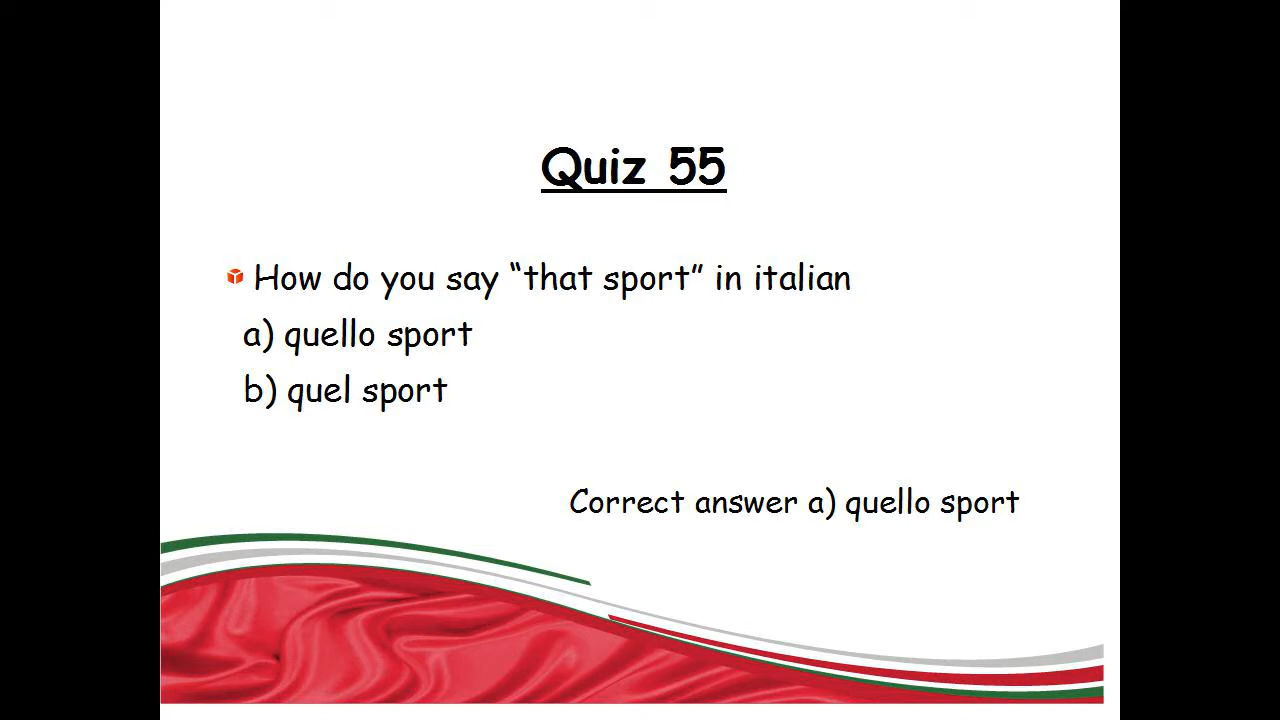 Quiz 55
How do you say “that sport” in italian
a) quello sport
b) quel sport
Correct answer a) quello sport